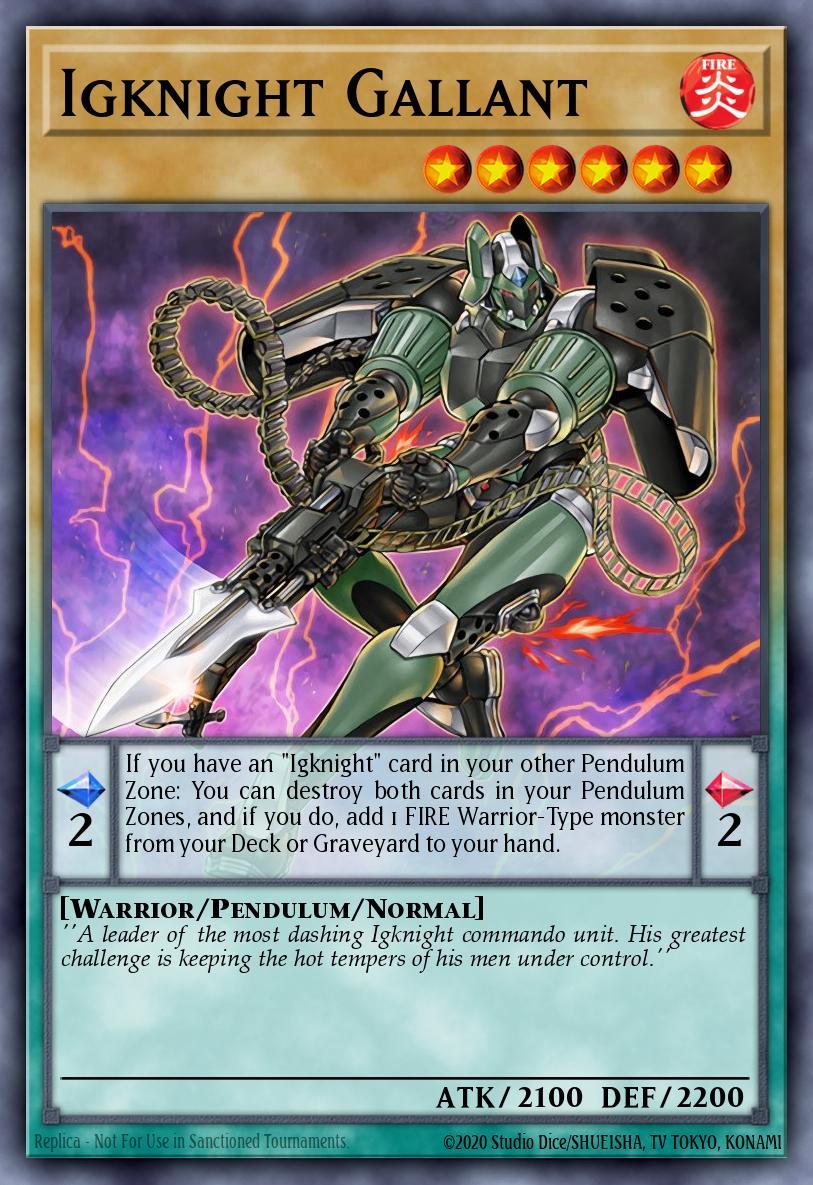 Igknight Gallant
FIRE
炎
If you have an "Igknight" card in your other Pendulum
Zone: You can destroy both cards in your Pendulum
Zones, and if you do, add 1 FIRE Warrior-Type monster
from your Deck or Graveyard to your hand.
2
2
[Warrior/Pendulum/Normal]
''A leader of the most dashing Igknight commando unit. His greatest
challenge is keeping the hot tempers of his men under control.''
ATK/2100 DEF/2200
Replica - Not For Use in Sanctioned Tournaments.
©2020 Studio Dice/SHUEISHA, TV TOKYO, KONAMI